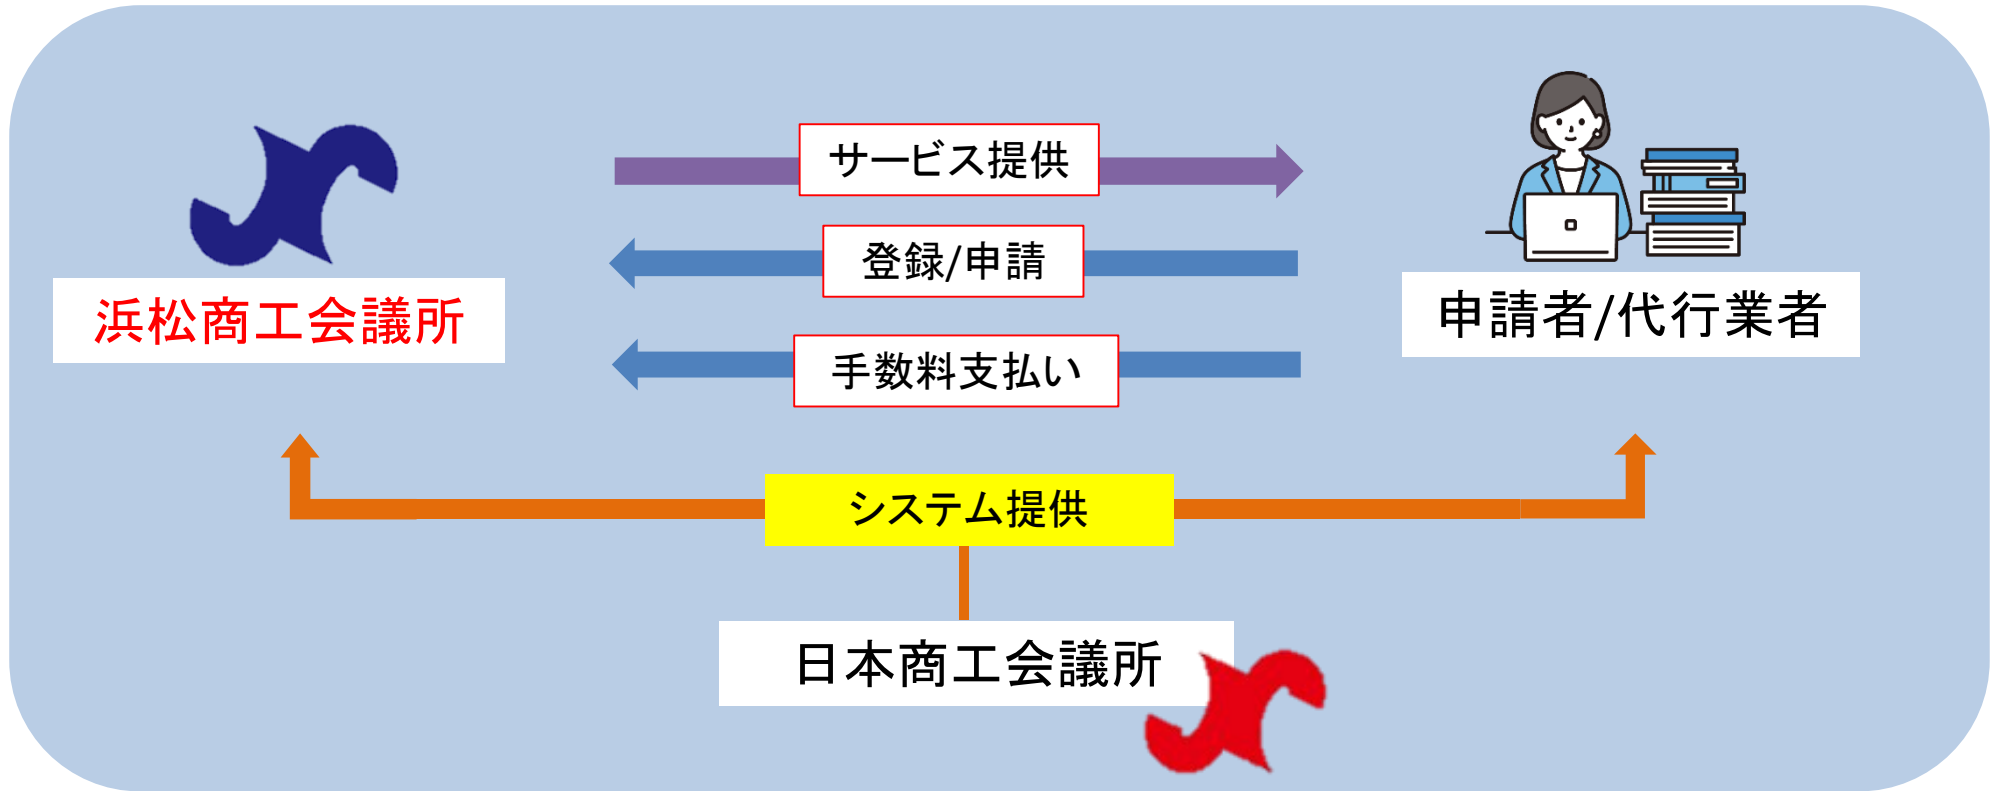 サービス提供
登録/申請
浜松商工会議所
申請者/代行業者
手数料支払い
システム提供
日本商工会議所